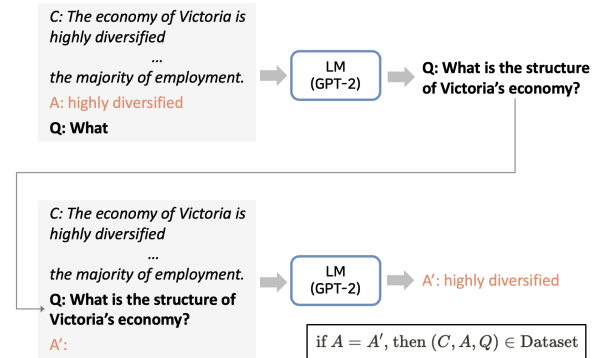 C: The economy of Victoria is
highly diversified
...
the majority of employment.
A: highly diversified
Q: What
LM
(GPT-2)
Q: What is the structure
of Victoria's economy?
C: The economy of Victoria is
highly diversified
...
the majority of employment.
Q: What is the structure of
Victoria's economy?
A′:
LM
(GPT-2)
A′: highly diversified
if A = A′, then (C, A, Q) ∈ Dataset